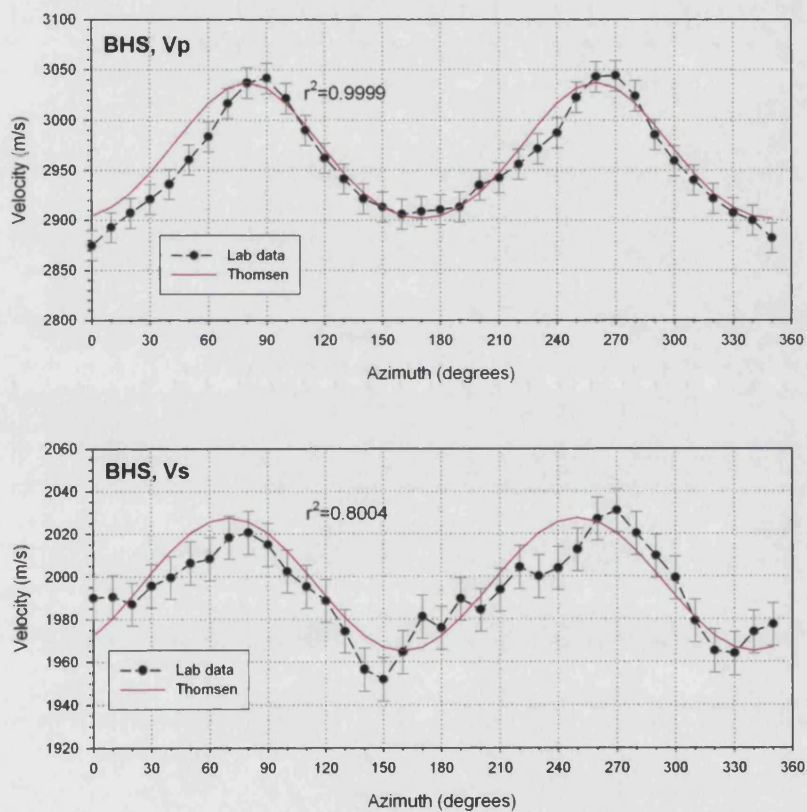 BHS, Vp
r²=0.9999
Velocity (m/s)
3100
3050
3000
2950
2900
2850
2800
Lab data
Thomsen
0 30 60 90 120 150 180 210 240 270 300 330 360
Azimuth (degrees)
BHS, Vs
r²=0.8004
Velocity (m/s)
2060
2040
2020
2000
1980
1960
1940
1920
Lab data
Thomsen
0 30 60 90 120 150 180 210 240 270 300 330 360
Azimuth (degrees)